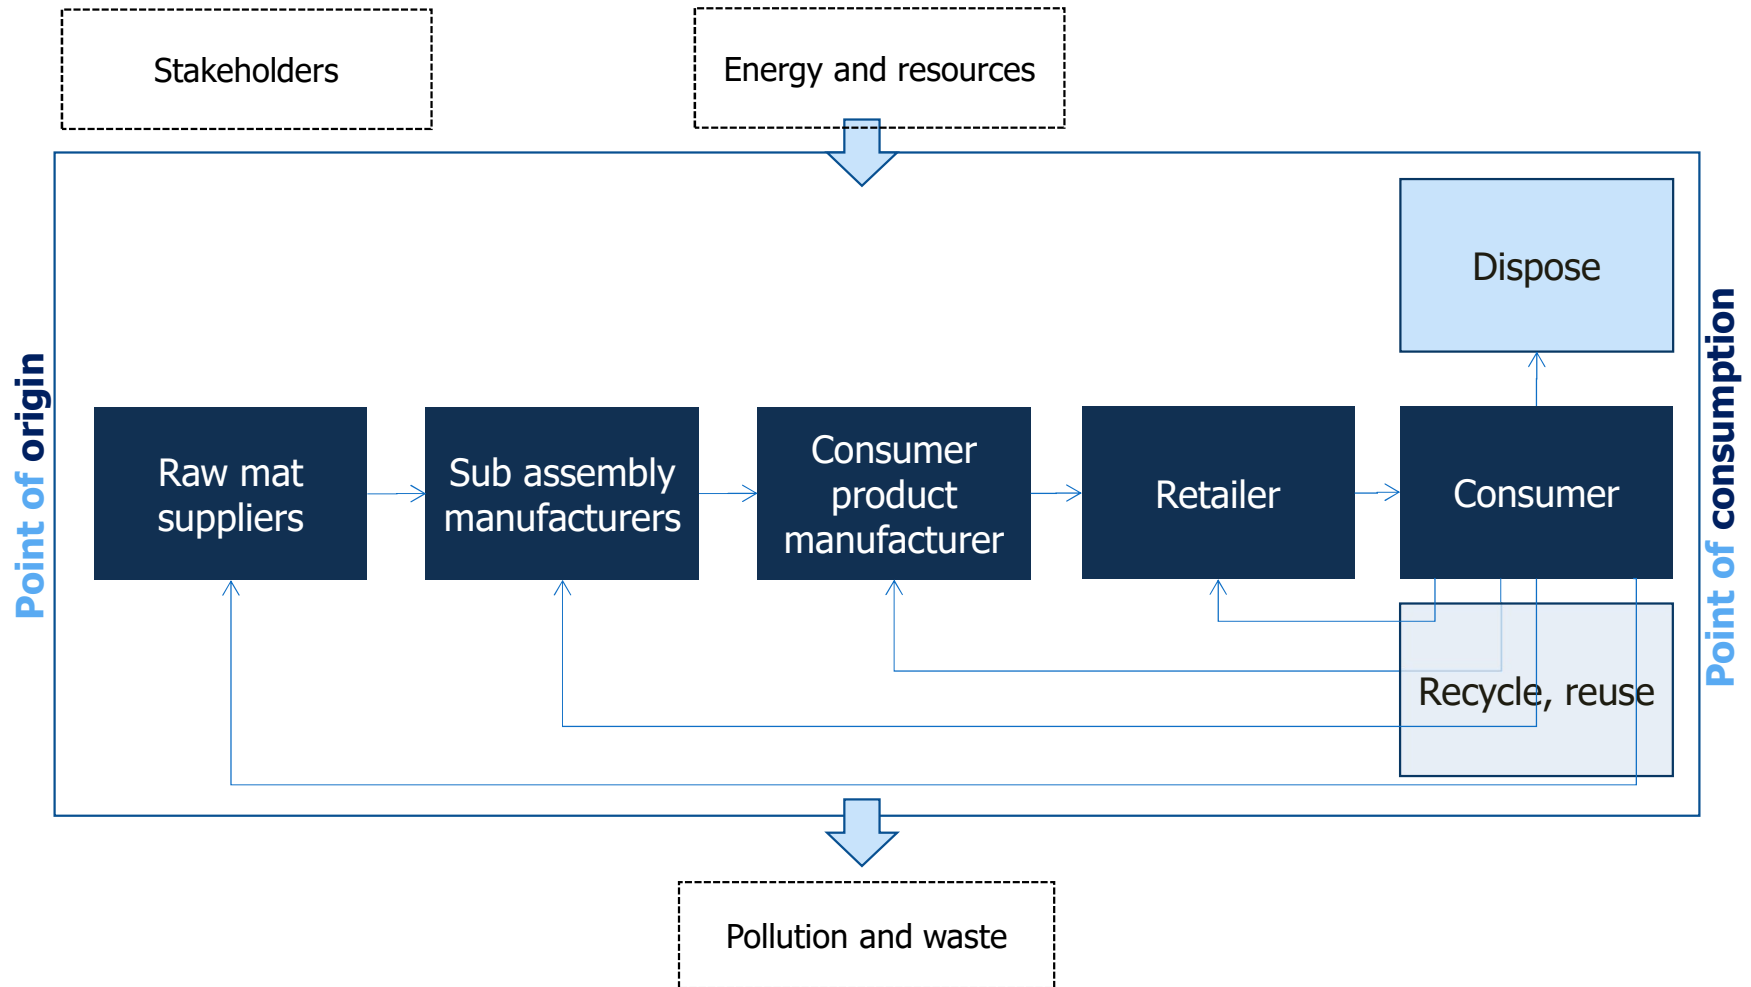 Stakeholders
Energy and resources
Dispose
Point of origin
Raw mat
suppliers
Sub assembly
manufacturers
Consumer
product
manufacturer
Retailer
Consumer
Point of consumption
Recycle, reuse
Pollution and waste